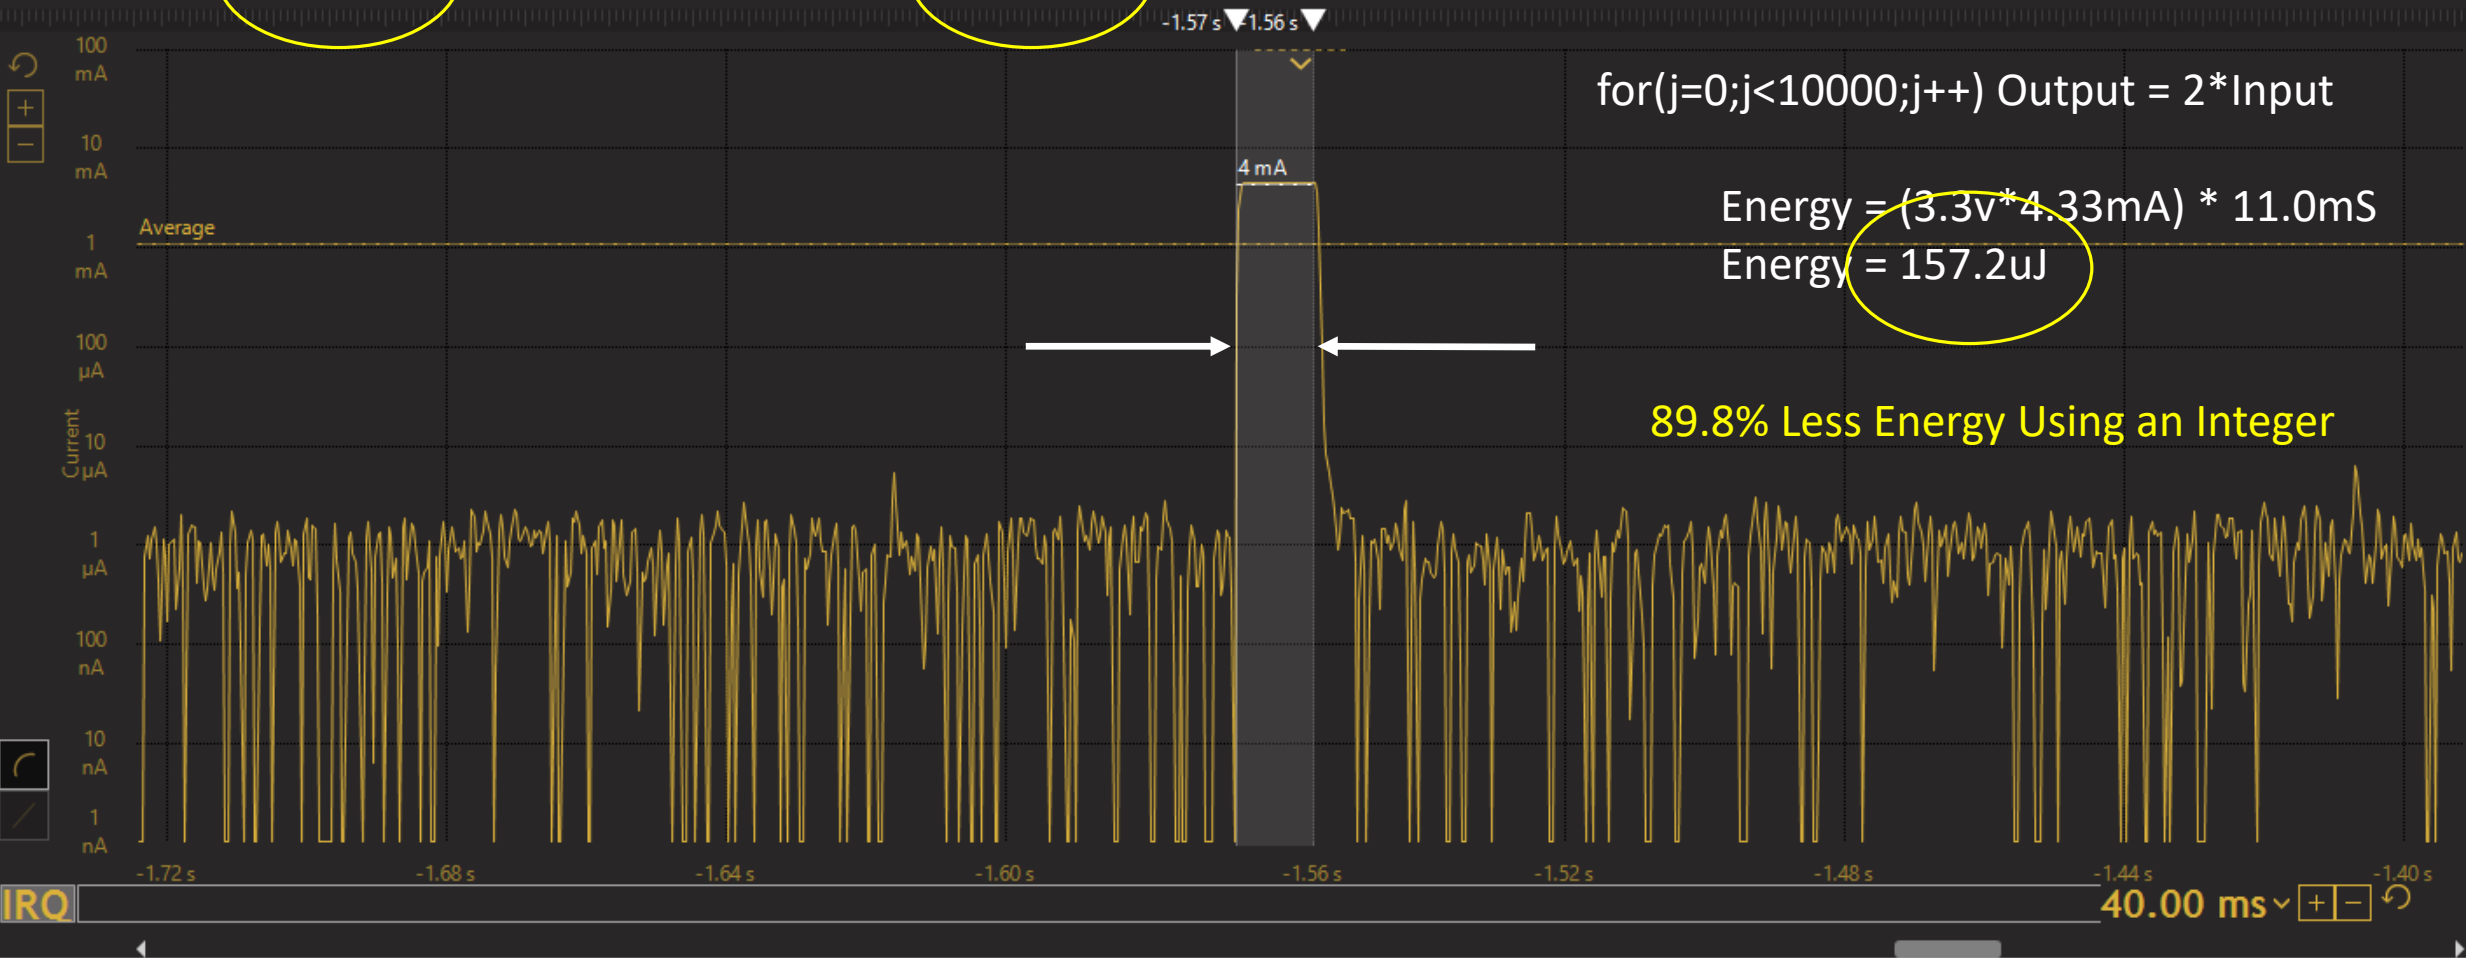 -1.57 s -1.56 s
100
mA
for(j=0;j<10000;j++) Output = 2*Input
10
mA
4 mA
Energy = (3.3v*4.33mA) * 11.0mS
Average
1
mA
Energy = 157.2uJ
100
µA
89.8% Less Energy Using an Integer
Current
10
µA
1
µA
100
nA
10
nA
1
nA
-1.72 s -1.68 s -1.64 s -1.60 s -1.56 s -1.52 s -1.48 s -1.44 s -1.40 s
IRQ
40.00 ms